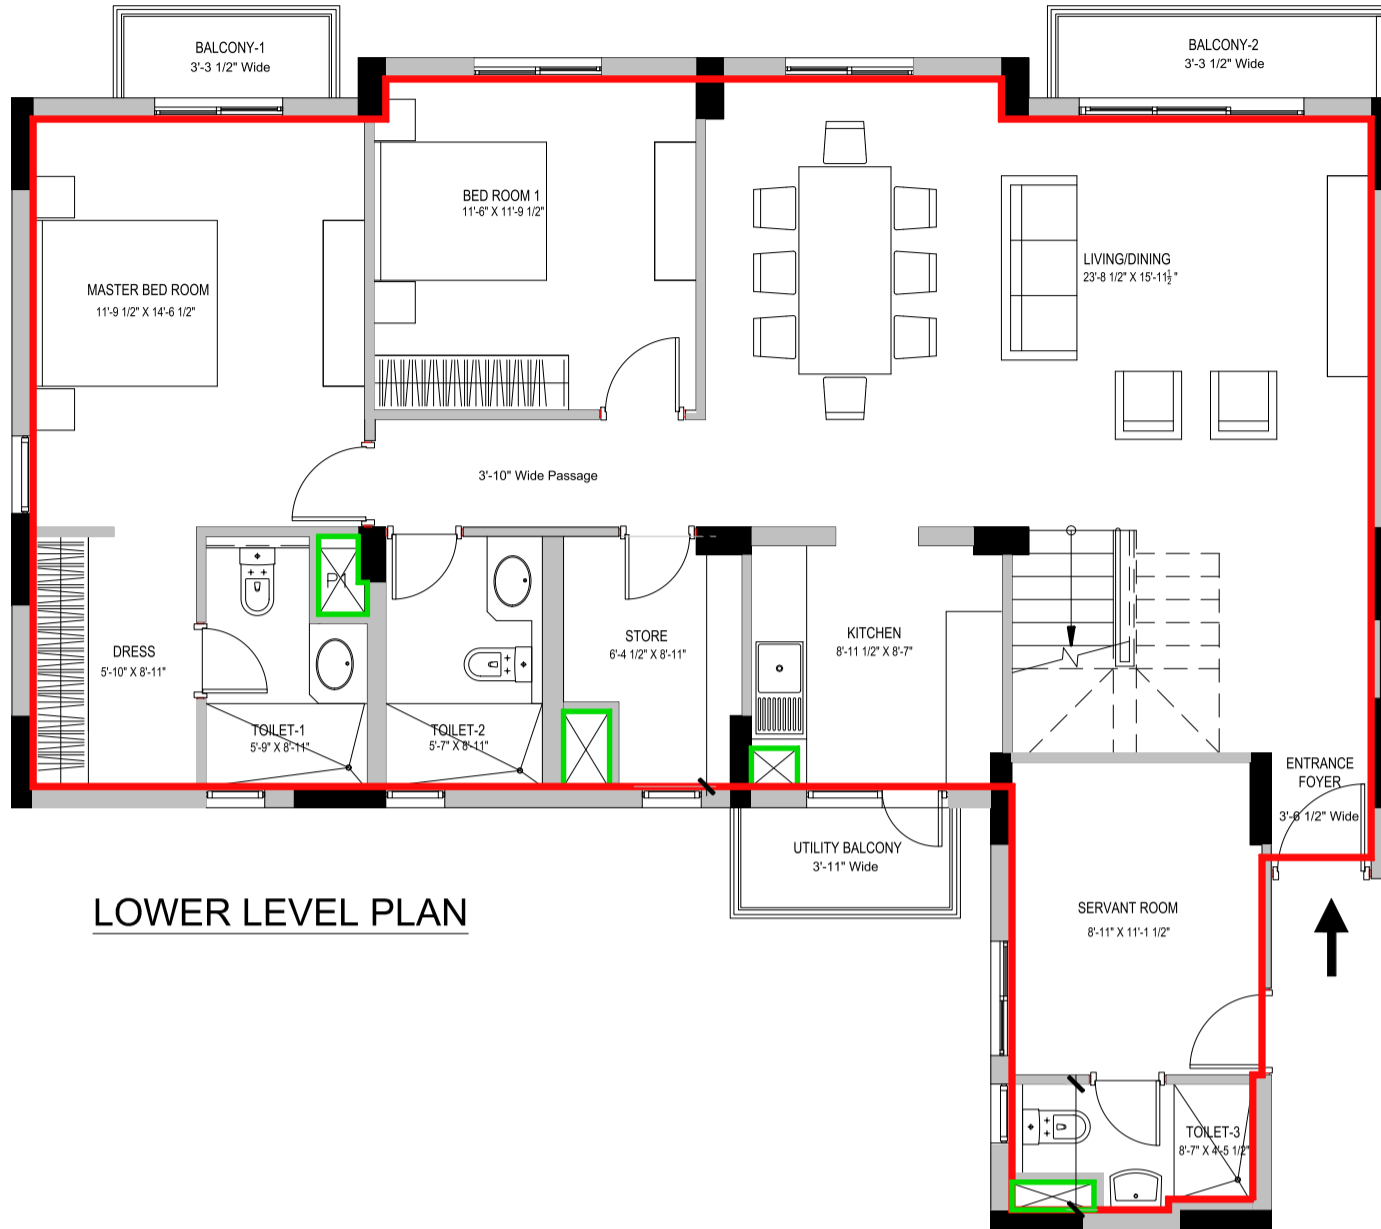 BALCONY-1
3'-3 1/2" Wide
BALCONY-2
3'-3 1/2" Wide
BED ROOM 1
11'-6" X 11'-9 1/2"
LIVING/DINING
23'-8 1/2" X 15'-11½"
MASTER BED ROOM
11'-9 1/2" X 14'-6 1/2"
3'-10" Wide Passage
P1
DRESS
5'-10" X 8'-11"
STORE
6'-4 1/2" X 8'-11"
KITCHEN
8'-11 1/2" X 8'-7"
TOILET-1
5'-9" X 8'-11"
TOILET-2
5'-7" X 8'-11"
ENTRANCE
FOYER
3'-6 1/2" Wide
UTILITY BALCONY
3'-11" Wide
LOWER LEVEL PLAN
SERVANT ROOM
8'-11" X 11'-1 1/2"
TOILET-3
8'-7" X 4'-5 1/2"